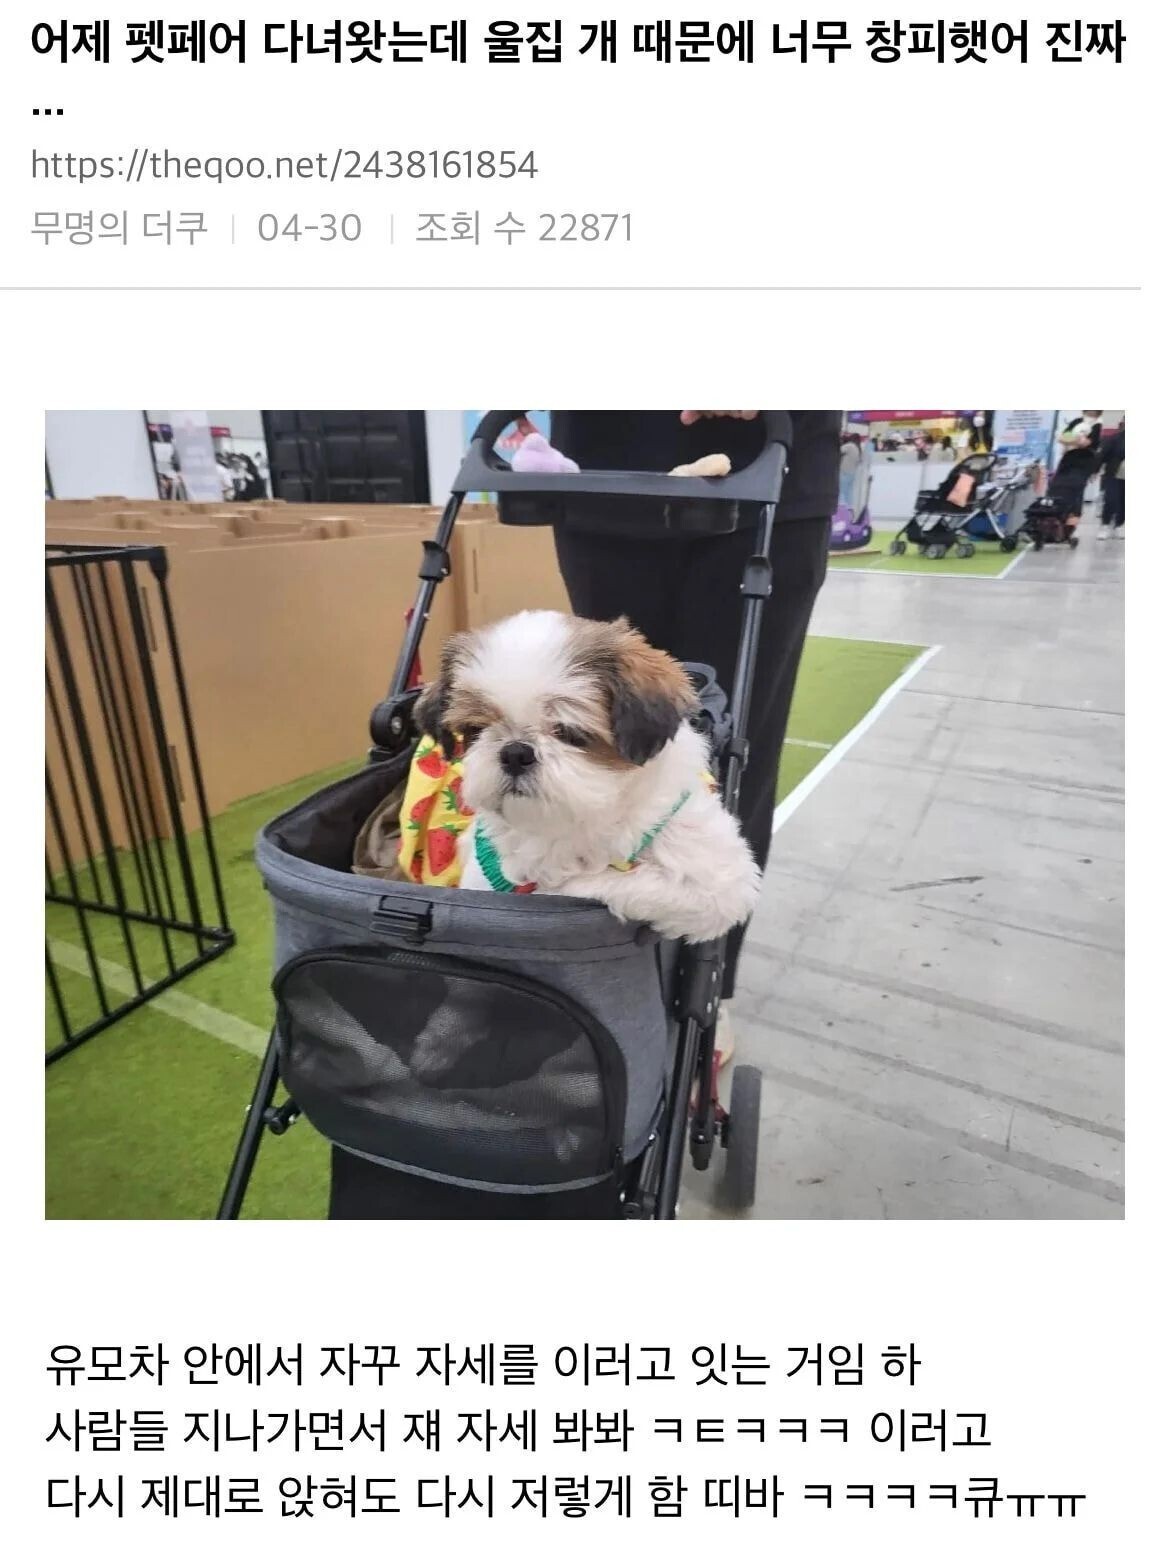 어제 펫페어 다녀왓는데 울집 개 때문에 너무 창피햇어 진짜
...
https://theqoo.net/2438161854
무명의 더쿠 | 04-30 | 조회 수 22871
유모차 안에서 자꾸 자세를 이러고 잇는 거임 하
사람들 지나가면서 쟤 자세 봐봐 ㅋㅌㅋㅋㅋ 이러고
다시 제대로 앉혀도 다시 저렇게 함 띠바 ㅋㅋㅋㅋ큐ㅠㅠ